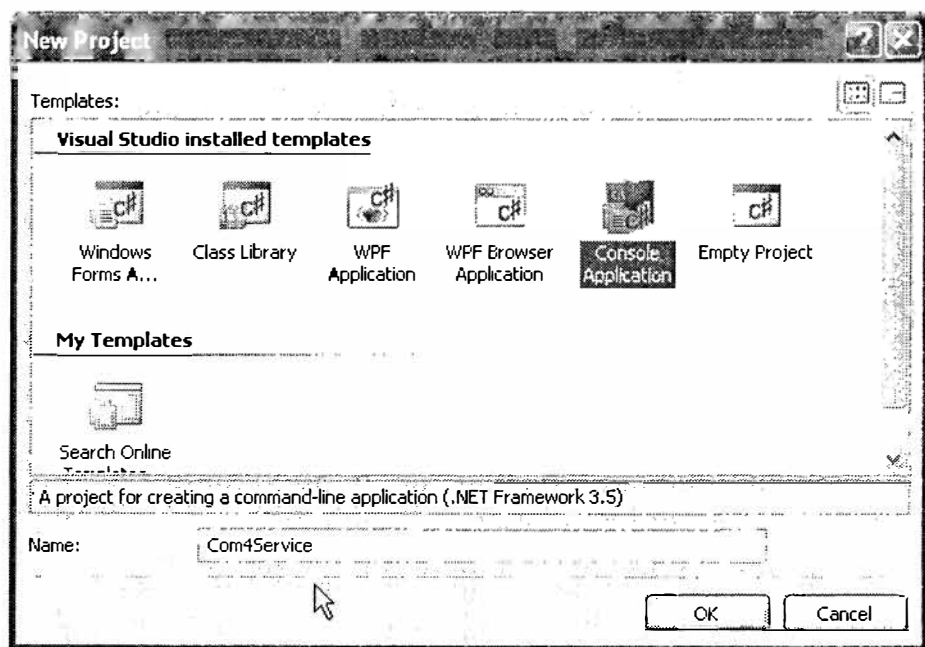 New Project
Templates:
Visual Studio installed templates
Windows Forms A...
Class Library
WPF Application
WPF Browser Application
Console Application
Empty Project
My Templates
Search Online
A project for creating a command-line application (.NET Framework 3.5)
Name:
Com4Service
OK
Cancel